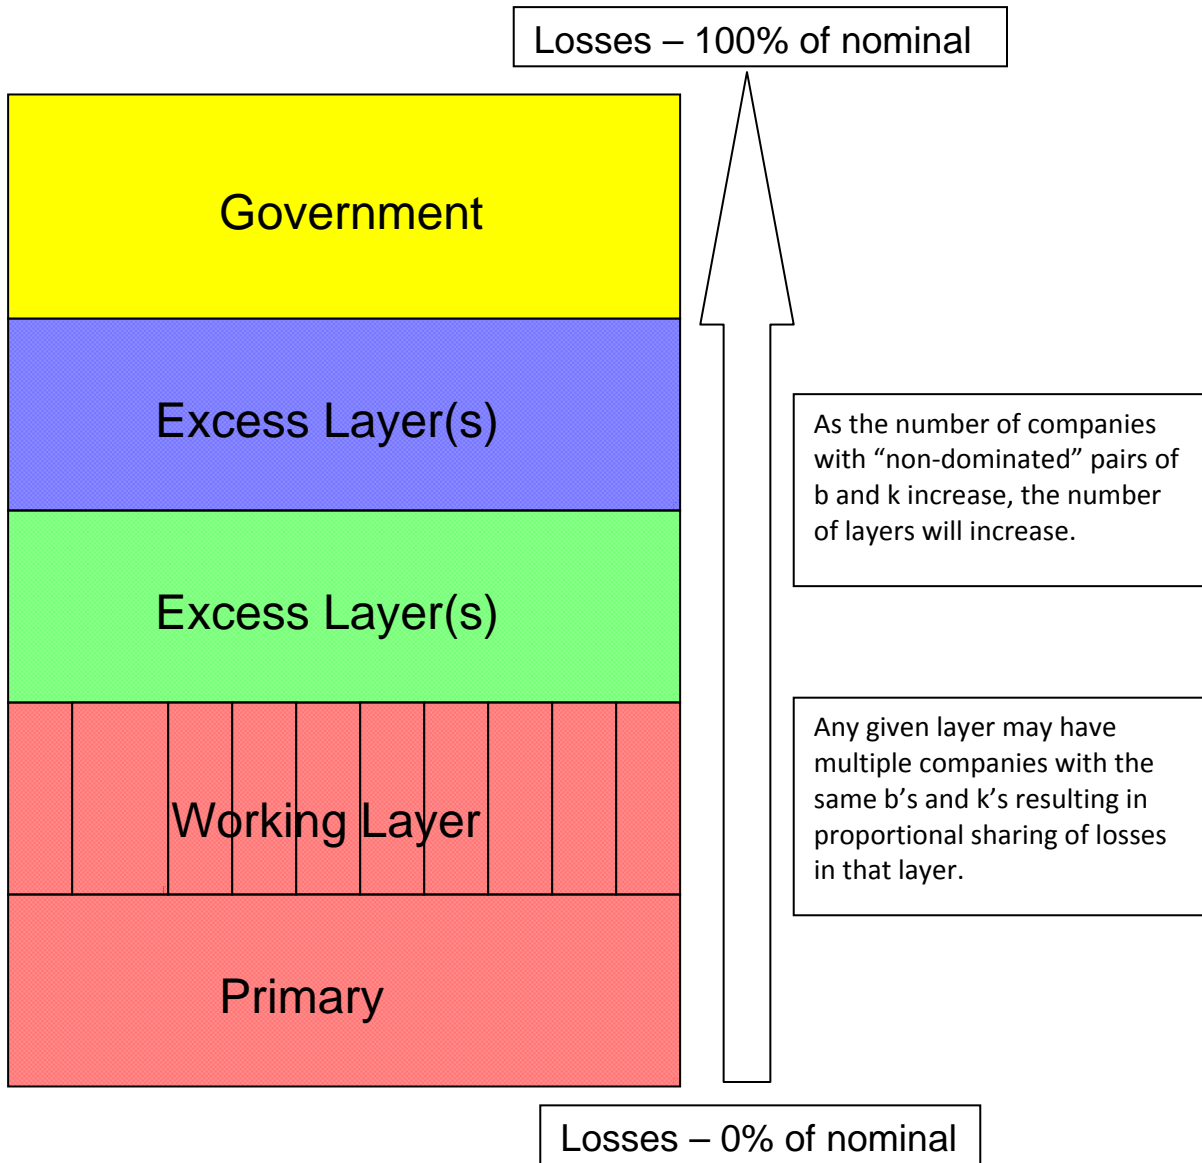 Losses – 100% of nominal
Government
Excess Layer(s)
As the number of companies
with “non-dominated” pairs of
b and k increase, the number
of layers will increase.
Excess Layer(s)
Working Layer
Any given layer may have
multiple companies with the
same b’s and k’s resulting in
proportional sharing of losses
in that layer.
Primary
Losses – 0% of nominal